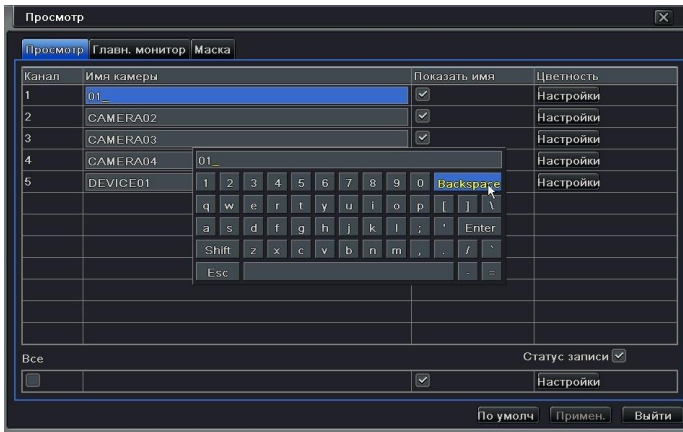 Просмотр
Просмотр Главн. монитор Маска
Канал Имя камеры Показать имя Цветность
1 01_ Настройки
2 CAMERA02 Настройки
3 CAMERA03 Настройки
4 CAMERA04 Настройки
5 DEVICE01 Настройки
01_
1 2 3 4 5 6 7 8 9 0 Backspace
q w e r t y u i o p [ ] \
a s d f g h j k l ; ' Enter
Shift z x c v b n m , . / `
Esc - =
Все Статус записи
Настройки
По умолч Примен. Выйти